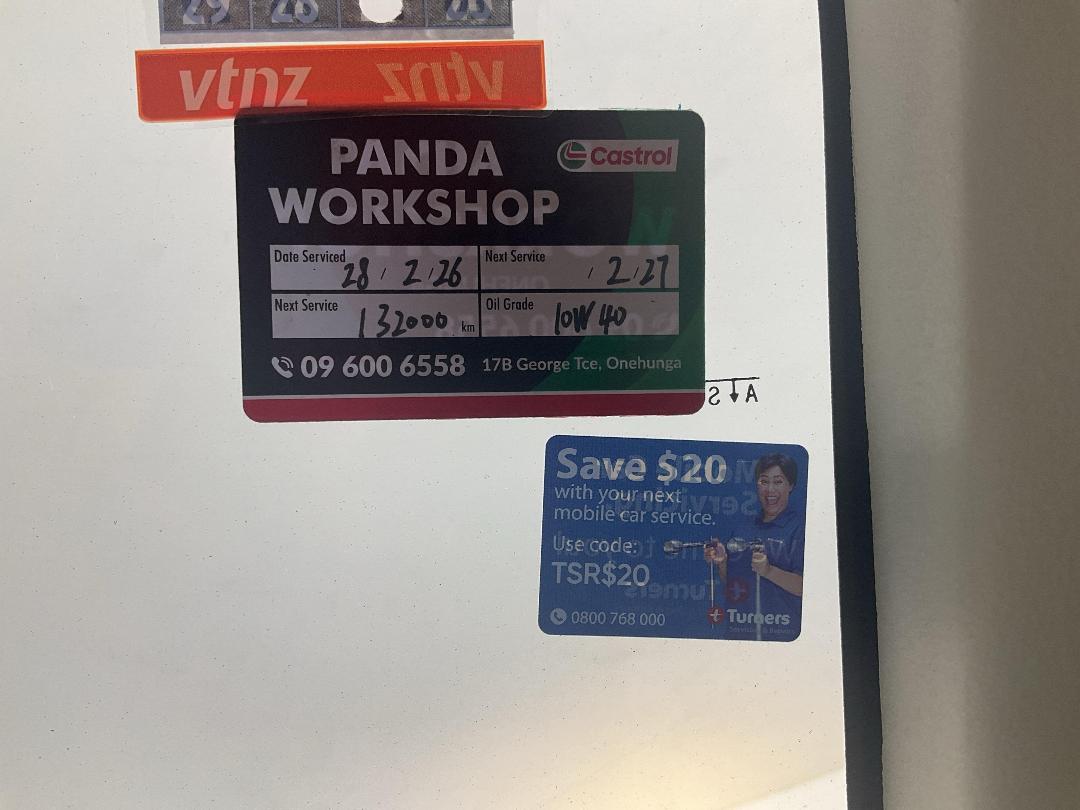 29 28
vtnz vtnz
PANDA
WORKSHOP
Castrol
Date Serviced 28 / 2 / 26
Next Service / 2 / 27
Next Service 132000 km
Oil Grade 10W 40
09 600 6558 17B George Tce, Onehunga
A ↓ S
Save $20
with your next
mobile car service.
Use code:
TSR$20
0800 768 000
Turners